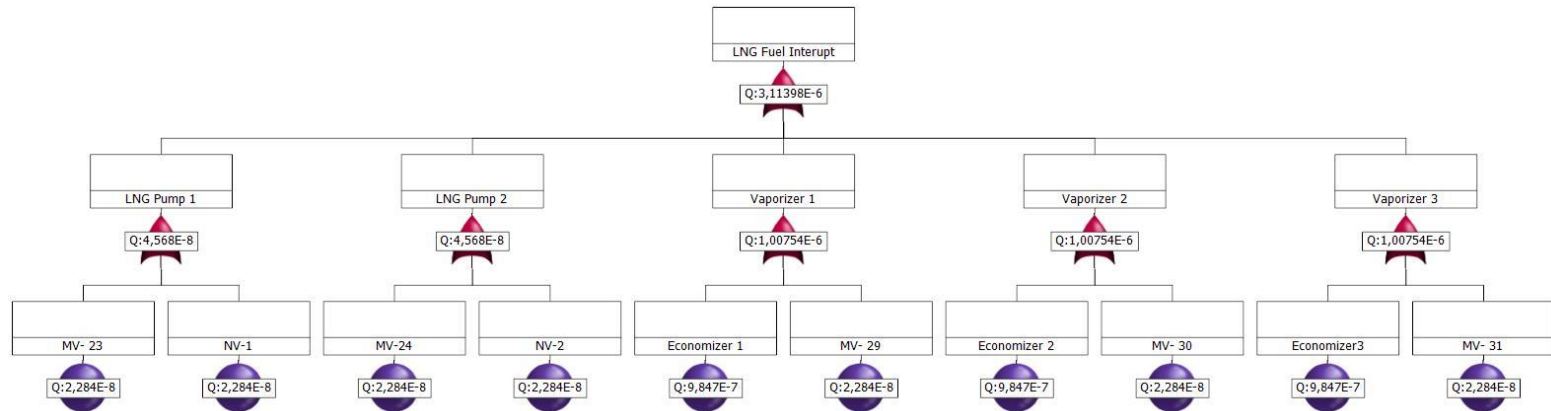 LNG Fuel Interupt
Q:3,11398E-6
LNG Pump 1
LNG Pump 2
Vaporizer 1
Vaporizer 2
Vaporizer 3
Q:4,568E-8
Q:4,568E-8
Q:1,00754E-6
Q:1,00754E-6
Q:1,00754E-6
MV- 23
NV-1
MV-24
NV-2
Economizer 1
MV- 29
Economizer 2
MV- 30
Economizer3
MV- 31
Q:2,284E-8
Q:2,284E-8
Q:2,284E-8
Q:2,284E-8
Q:9,847E-7
Q:2,284E-8
Q:9,847E-7
Q:2,284E-8
Q:9,847E-7
Q:2,284E-8